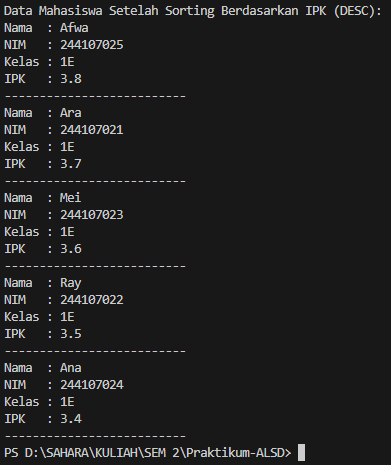 Data Mahasiswa Setelah Sorting Berdasarkan IPK (DESC):
Nama  : Afwa
NIM   : 244107025
Kelas : 1E
IPK   : 3.8
--------------------------
Nama  : Ara
NIM   : 244107021
Kelas : 1E
IPK   : 3.7
--------------------------
Nama  : Mei
NIM   : 244107023
Kelas : 1E
IPK   : 3.6
--------------------------
Nama  : Ray
NIM   : 244107022
Kelas : 1E
IPK   : 3.5
--------------------------
Nama  : Ana
NIM   : 244107024
Kelas : 1E
IPK   : 3.4
--------------------------
PS D:\SAHARA\KULIAH\SEM 2\Praktikum-ALSD>